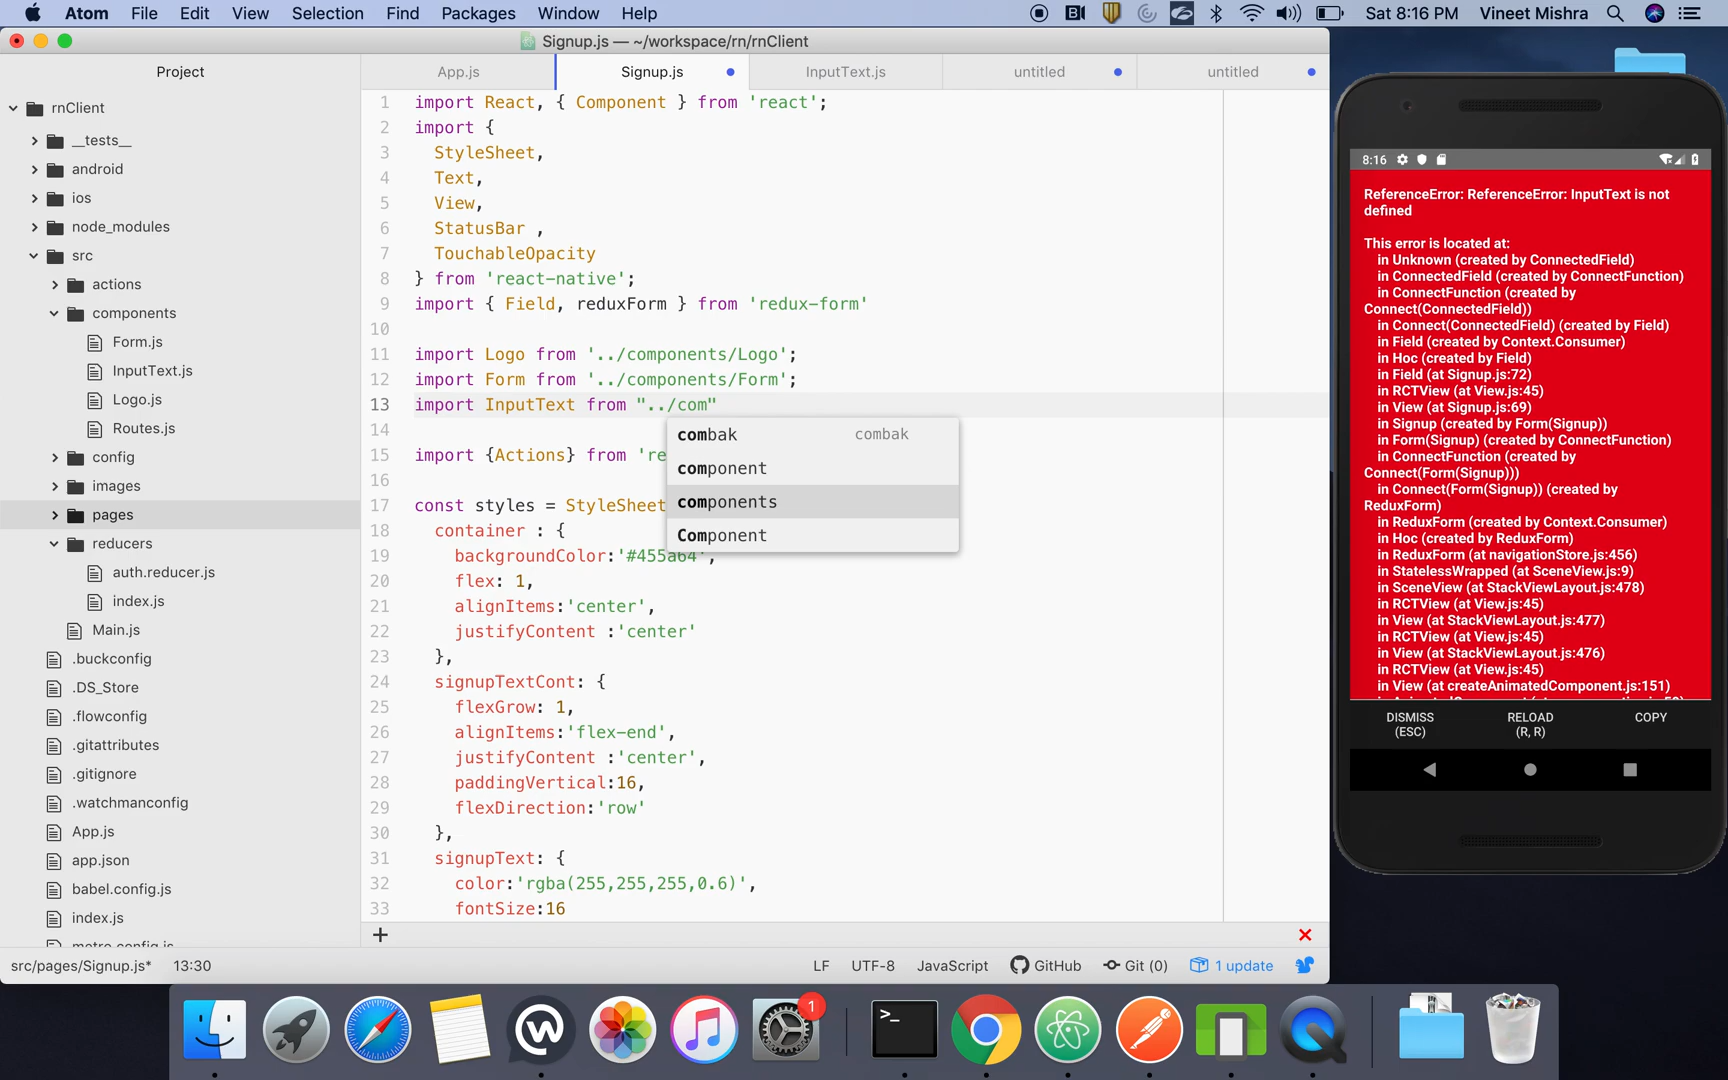 Atom File Edit View Selection Find Packages Window Help Sat 8:16 PM Vineet Mishra
Signup.js — ~/workspace/rn/rnClient
Project
App.js Signup.js InputText.js untitled untitled
rnClient
__tests__
android
ios
node_modules
src
actions
components
Form.js
InputText.js
Logo.js
Routes.js
config
images
pages
reducers
auth.reducer.js
index.js
Main.js
.buckconfig
.DS_Store
.flowconfig
.gitattributes
.gitignore
.watchmanconfig
App.js
app.json
babel.config.js
index.js
metro.config.js
1 import React, { Component } from 'react';
2 import {
3 StyleSheet,
4 Text,
5 View,
6 StatusBar ,
7 TouchableOpacity
8 } from 'react-native';
9 import { Field, reduxForm } from 'redux-form'
10
11 import Logo from '../components/Logo';
12 import Form from '../components/Form';
13 import InputText from "../com"
14
15 import {Actions} from 're
16
17 const styles = StyleSheet
18 container : {
19 backgroundColor:'#455a64',
20 flex: 1,
21 alignItems:'center',
22 justifyContent :'center'
23 },
24 signupTextCont: {
25 flexGrow: 1,
26 alignItems:'flex-end',
27 justifyContent :'center',
28 paddingVertical:16,
29 flexDirection:'row'
30 },
31 signupText: {
32 color:'rgba(255,255,255,0.6)',
33 fontSize:16
combak combak
component
components
Component
src/pages/Signup.js* 13:30 LF UTF-8 JavaScript GitHub Git (0) 1 update
8:16
ReferenceError: ReferenceError: InputText is not
defined
This error is located at:
in Unknown (created by ConnectedField)
in ConnectedField (created by ConnectFunction)
in ConnectFunction (created by
Connect(ConnectedField))
in Connect(ConnectedField) (created by Field)
in Field (created by Context.Consumer)
in Hoc (created by Field)
in Field (at Signup.js:72)
in RCTView (at View.js:45)
in View (at Signup.js:69)
in Signup (created by Form(Signup))
in Form(Signup) (created by ConnectFunction)
in ConnectFunction (created by
Connect(Form(Signup)))
in Connect(Form(Signup)) (created by
ReduxForm)
in ReduxForm (created by Context.Consumer)
in Hoc (created by ReduxForm)
in ReduxForm (at navigationStore.js:456)
in StatelessWrapped (at SceneView.js:9)
in SceneView (at StackViewLayout.js:478)
in RCTView (at View.js:45)
in View (at StackViewLayout.js:477)
in RCTView (at View.js:45)
in View (at StackViewLayout.js:476)
in RCTView (at View.js:45)
in View (at createAnimatedComponent.js:151)
DISMISS RELOAD COPY
(ESC) (R, R)
1